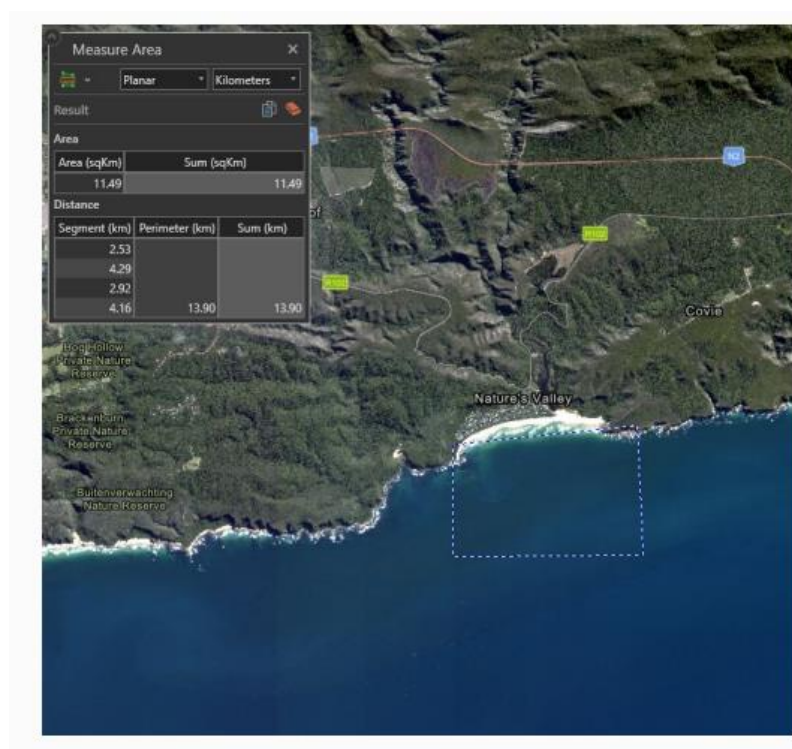 Measure Area
Planar Kilometers
Result
Area
Area (sqKm) Sum (sqKm)
11.49 11.49
Distance
Segment (km) Perimeter (km) Sum (km)
2.53
4.29
2.92
4.16 13.90 13.90
N2
of
R102
R102
Covie
Bog Hollow
Private Nature
Reserve
Nature's Valley
Brackenburn
Private Nature
Reserve
Buitenverwachting
Nature Reserve